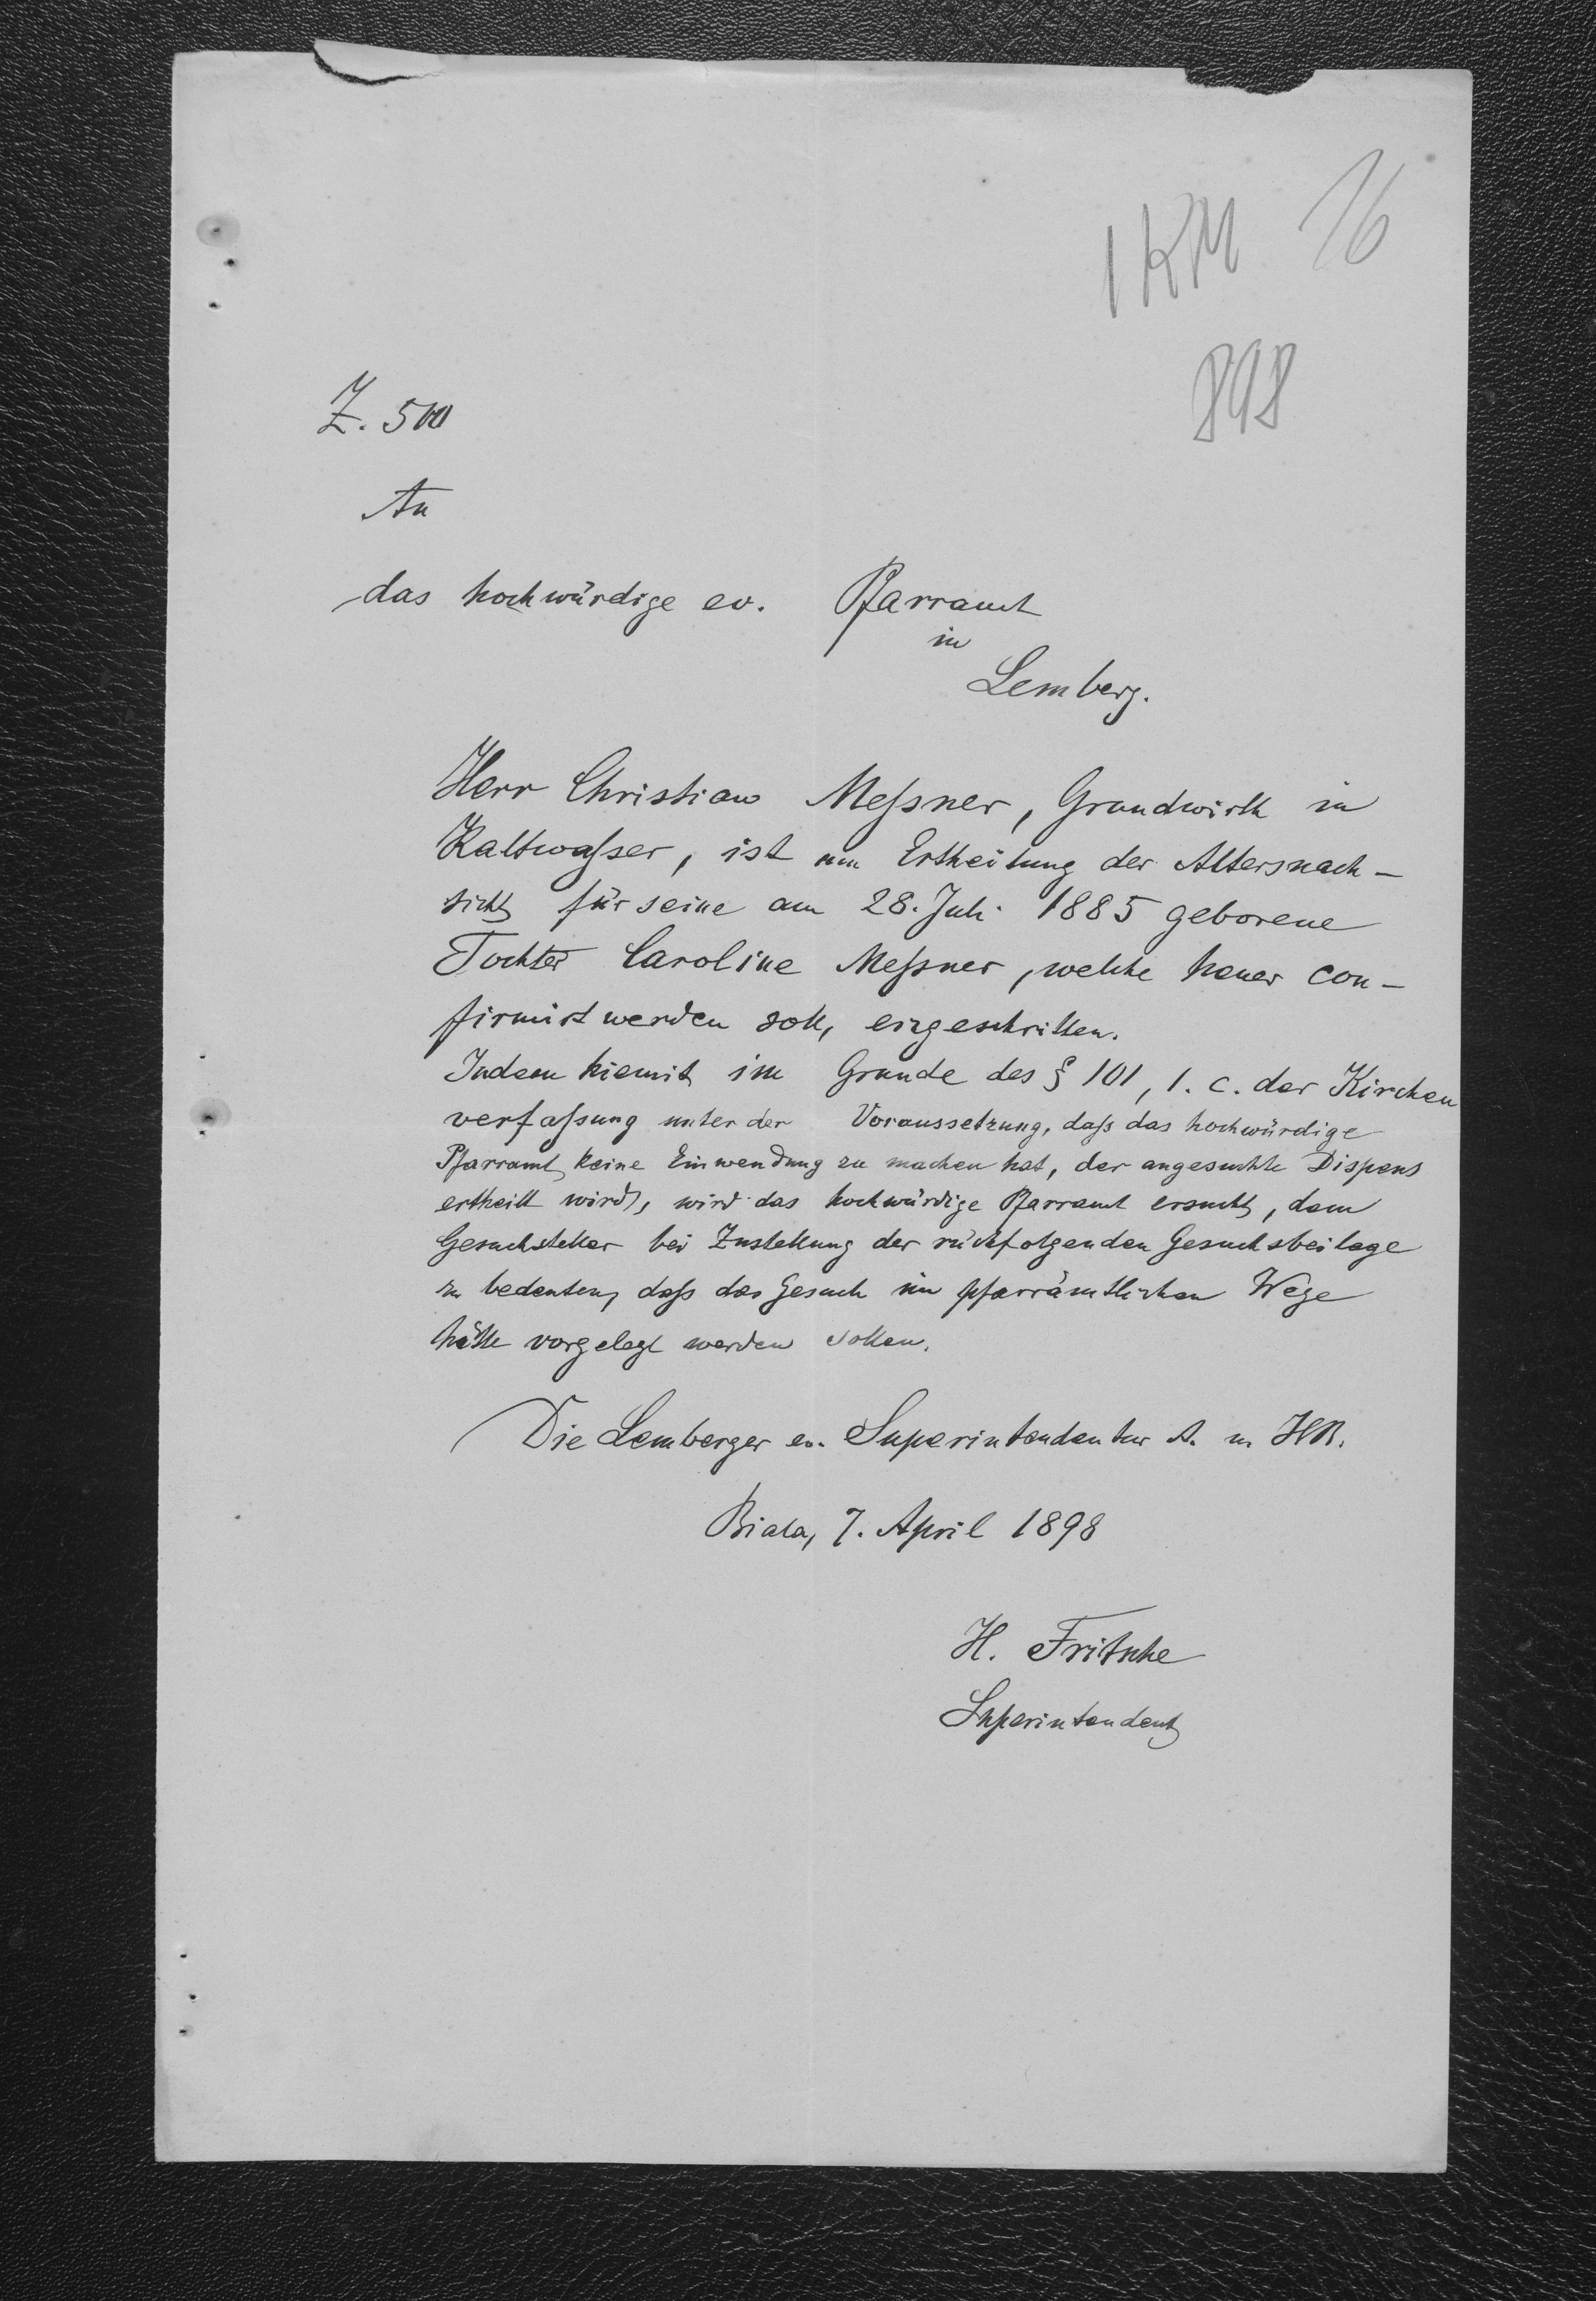 1 KM 16
898
Z. 500
An
das hochwürdige ev. Pfarramt
in
Lemberg.
Herr Christian Meßner, Grundwirth in
Kaltwaßer, ist um Ertheilung der Altersnach-
sicht für seine am 28. Juli 1885 geborene
Tochter Caroline Meßner, welche heuer con-
firmirt werden soll, eingeschritten.
Indem hiemit im Grunde des § 101, 1. c. der Kirchen
verfaßung unter der Voraussetzung, daß das hochwürdige
Pfarramt keine Einwendung zu machen hat, der angesuchte Dispens
ertheilt wird, wird das hochwürdige Pfarramt ersucht, dem
Gesuchsteller bei Zustellung der rückfolgenden Gesuchsbeilage
zu bedeuten, daß das Gesuch im pfarrämtlichen Wege
hätte vorgelegt werden sollen.
Die Lemberger ev. Superintendentur A. u. HB.
Biala, 7. April 1898
H. Fritsche
Superintendent